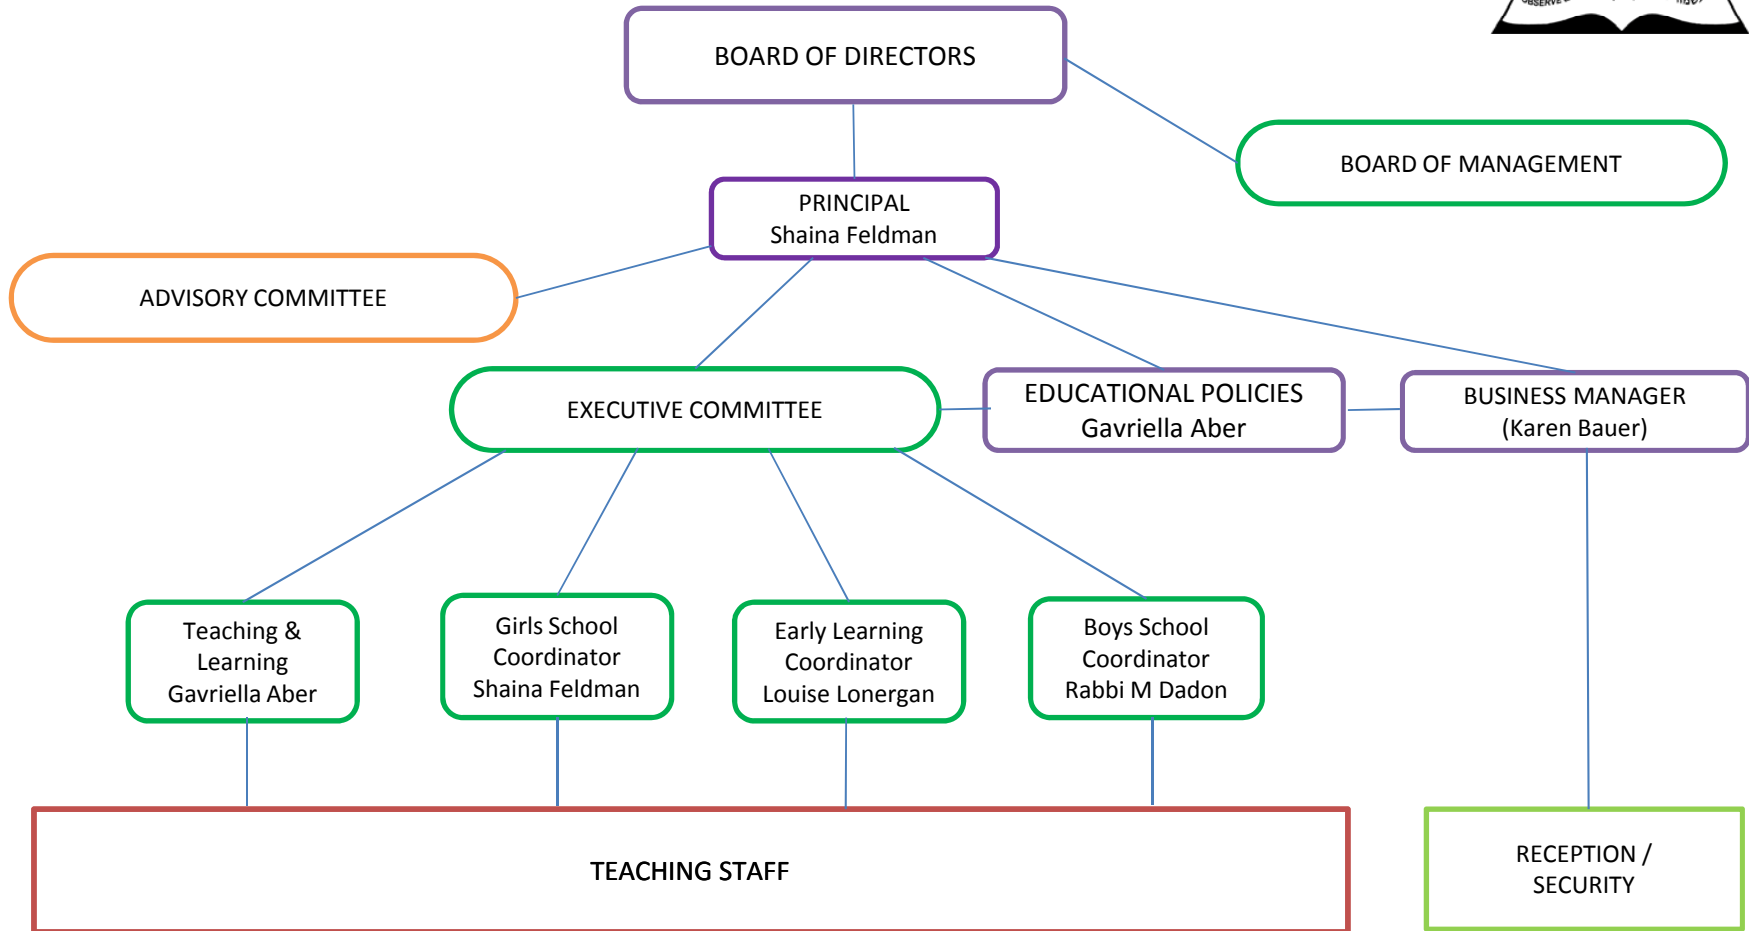 OBSERVE
BOARD OF DIRECTORS
BOARD OF MANAGEMENT
PRINCIPAL
Shaina Feldman
ADVISORY COMMITTEE
EXECUTIVE COMMITTEE
EDUCATIONAL POLICIES
Gavriella Aber
BUSINESS MANAGER
(Karen Bauer)
Teaching &
Learning
Gavriella Aber
Girls School
Coordinator
Shaina Feldman
Early Learning
Coordinator
Louise Lonergan
Boys School
Coordinator
Rabbi M Dadon
TEACHING STAFF
RECEPTION /
SECURITY